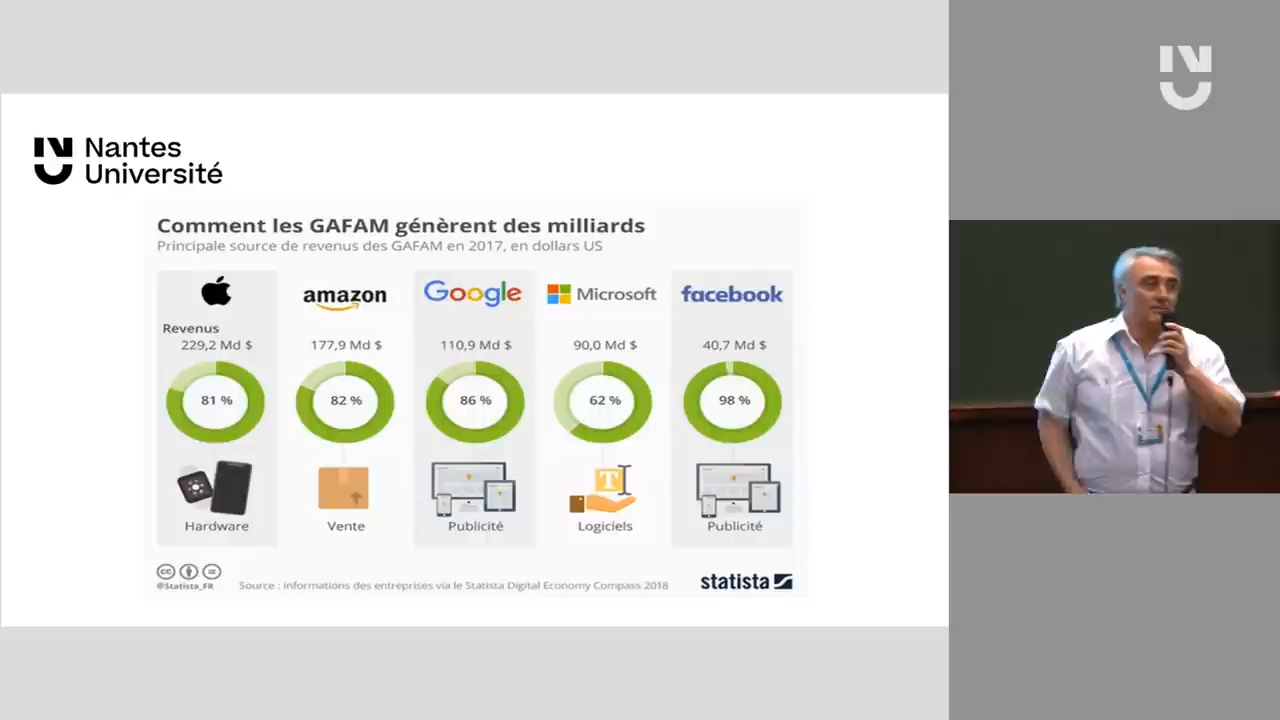 Nantes
Université
Comment les GAFAM génèrent des milliards
Principale source de revenus des GAFAM en 2017, en dollars US
amazon
Google
Microsoft
facebook
Revenus
229,2 Md $
177,9 Md $
110,9 Md $
90,0 Md $
40,7 Md $
81 %
82 %
86 %
62 %
98 %
T
Hardware
Vente
Publicité
Logiciels
Publicité
@Statista_FR
Source : informations des entreprises via le Statista Digital Economy Compass 2018
statista